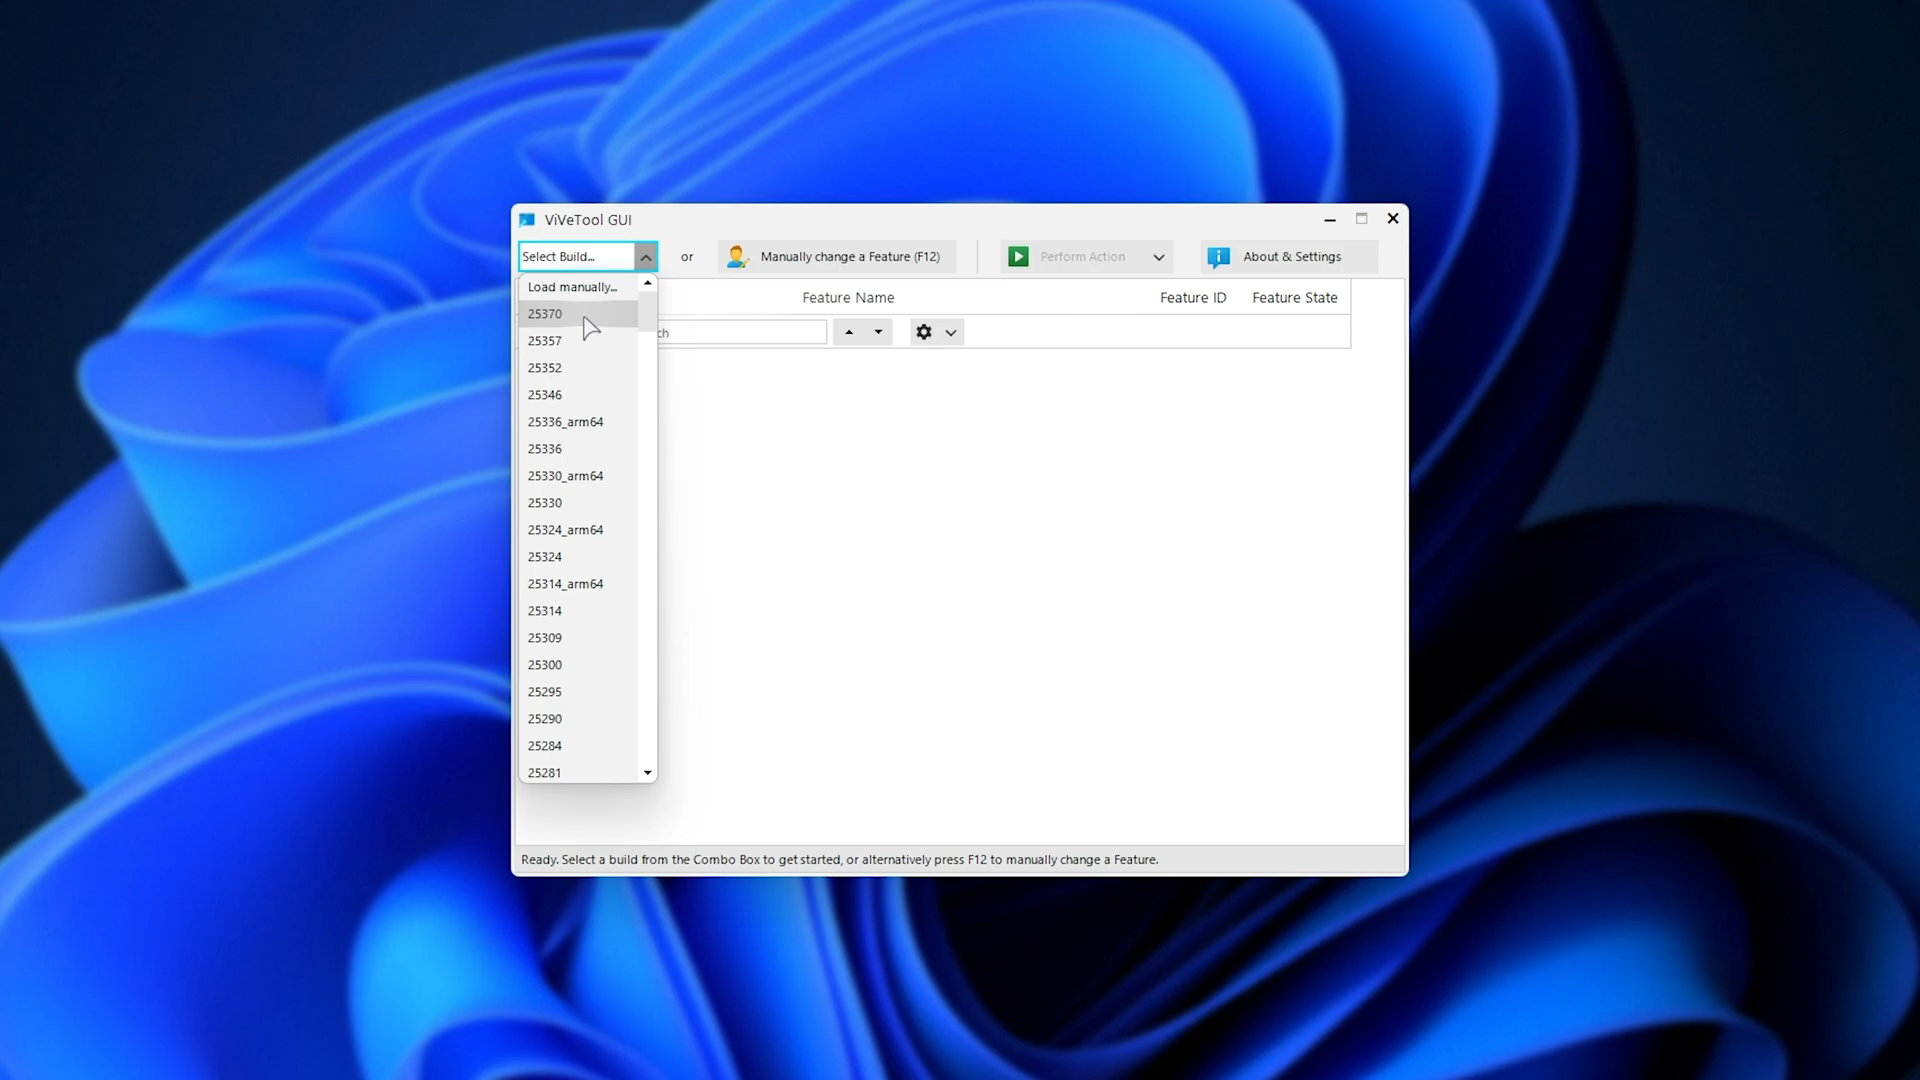 ViVeTool GUI
Select Build... or Manually change a Feature (F12) Perform Action About & Settings
Feature Name Feature ID Feature State
ch
Load manually...
25370
25357
25352
25346
25336_arm64
25336
25330_arm64
25330
25324_arm64
25324
25314_arm64
25314
25309
25300
25295
25290
25284
25281
Ready. Select a build from the Combo Box to get started, or alternatively press F12 to manually change a Feature.